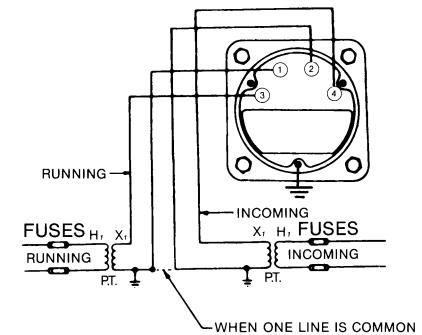 1 2
3 4
RUNNING
INCOMING
FUSES H₁ X₁ X₁ H₁ FUSES
RUNNING INCOMING
P.T. P.T.
WHEN ONE LINE IS COMMON